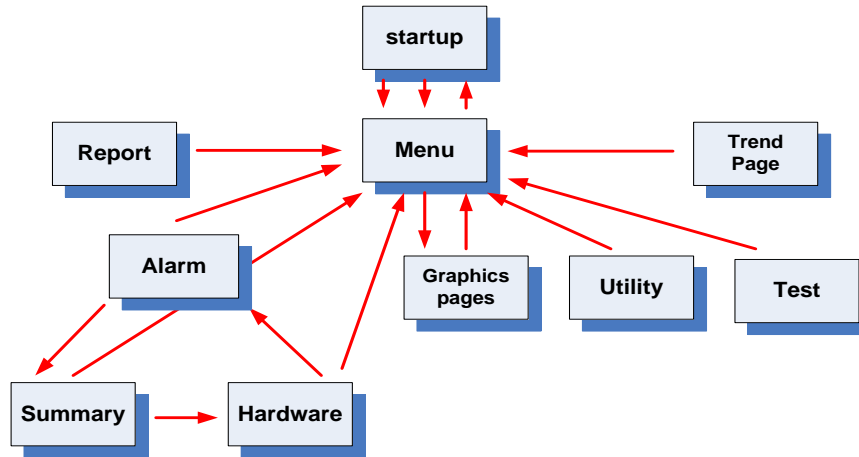 startup
Report
Menu
Trend
Page
Alarm
Graphics
pages
Utility
Test
Summary
Hardware